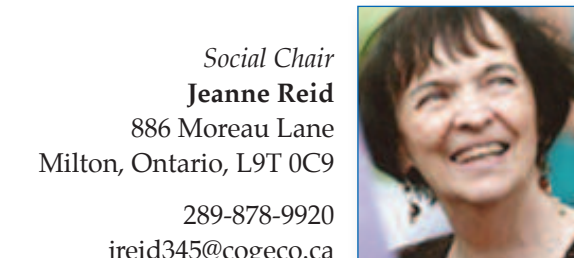 Social Chair
Jeanne Reid
886 Moreau Lane
Milton, Ontario, L9T 0C9
289-878-9920
jreid345@cogeco.ca